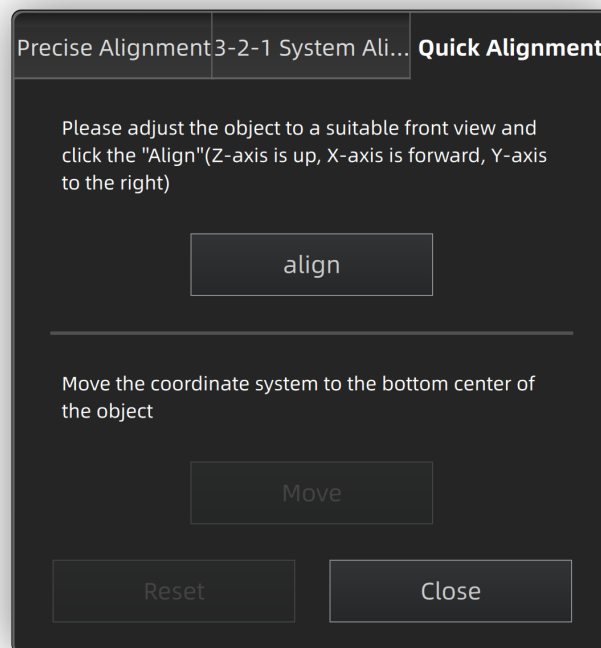 Precise Alignment 3-2-1 System Ali... Quick Alignment
Please adjust the object to a suitable front view and
click the "Align"(Z-axis is up, X-axis is forward, Y-axis
to the right)
align
Move the coordinate system to the bottom center of
the object
Move
Reset Close